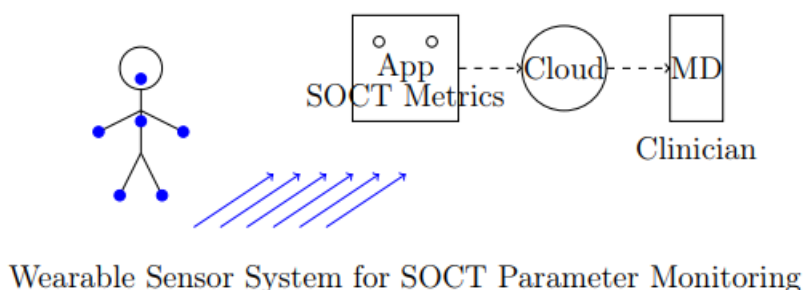 App
SOCT Metrics
Cloud
MD
Clinician
Wearable Sensor System for SOCT Parameter Monitoring